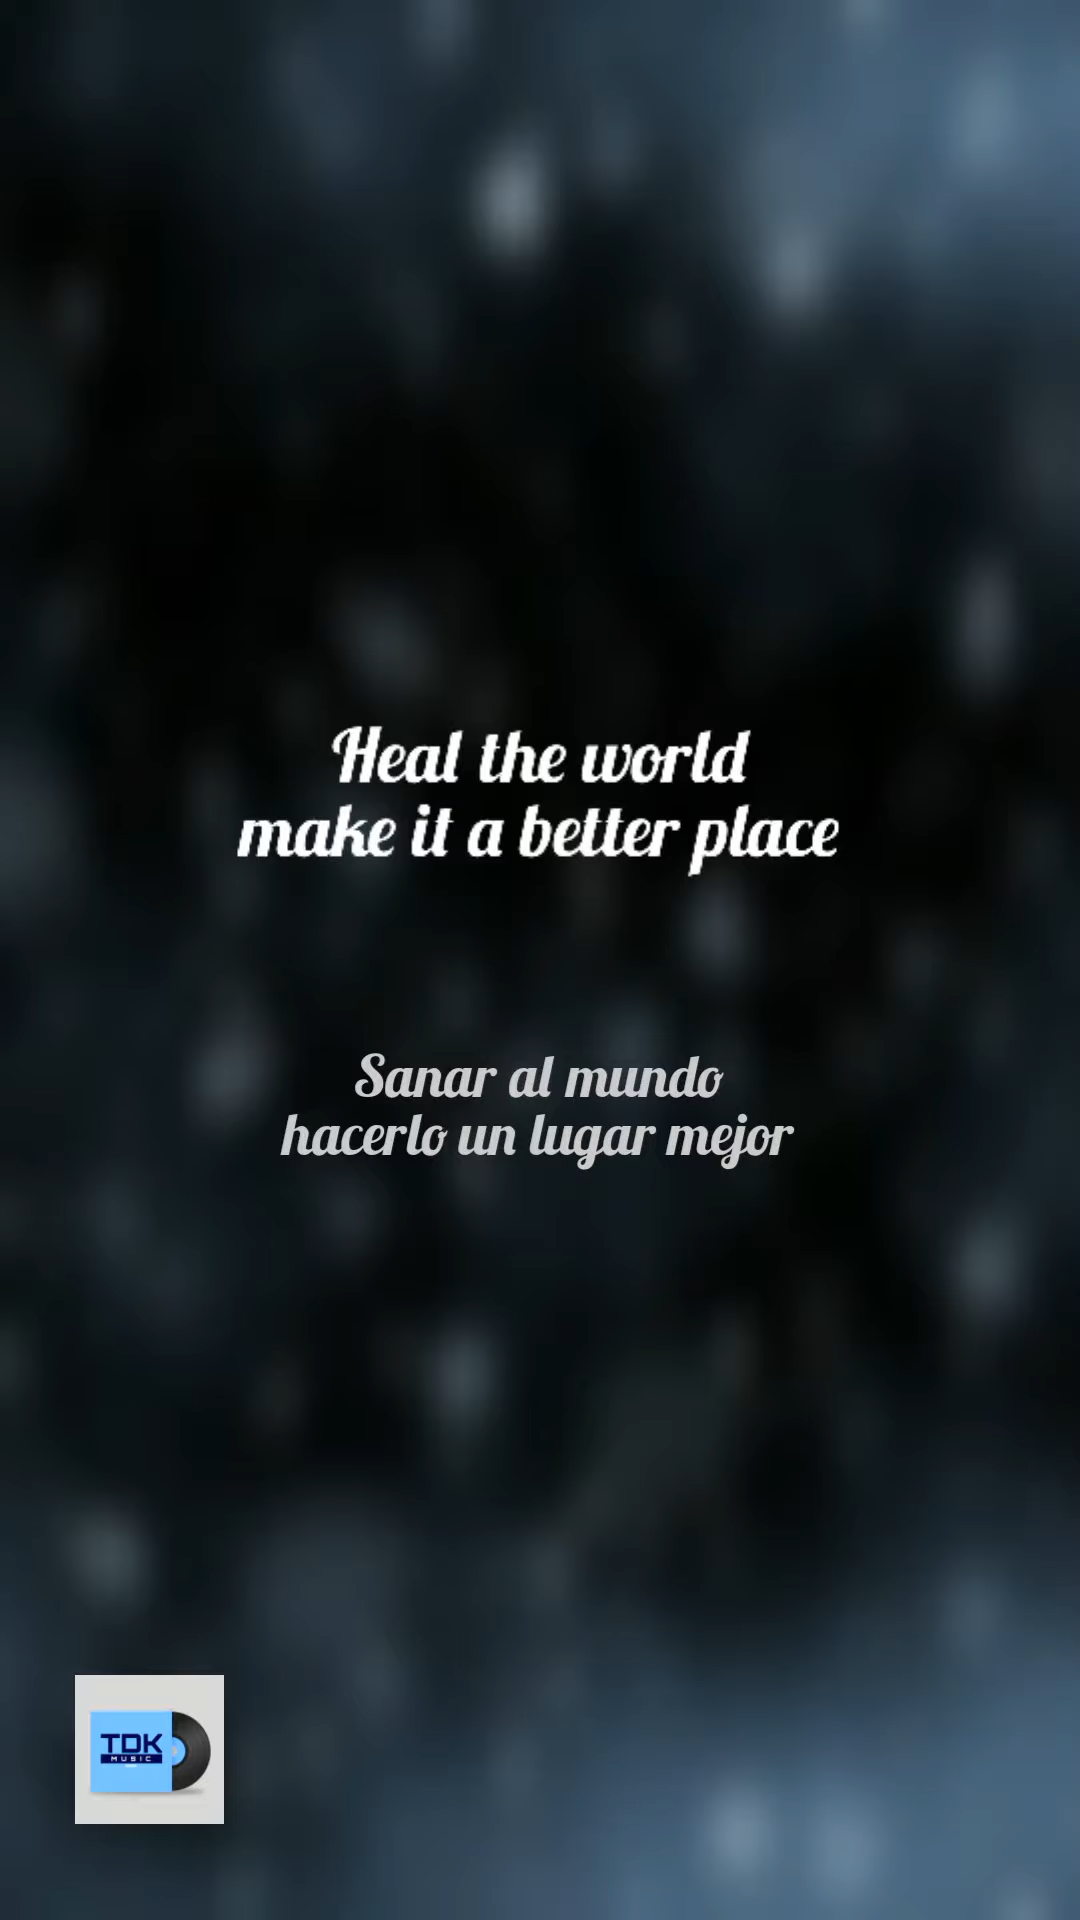 Heal the world
make it a better place
Sanar al mundo
hacerlo un lugar mejor
TDK
MUSIC